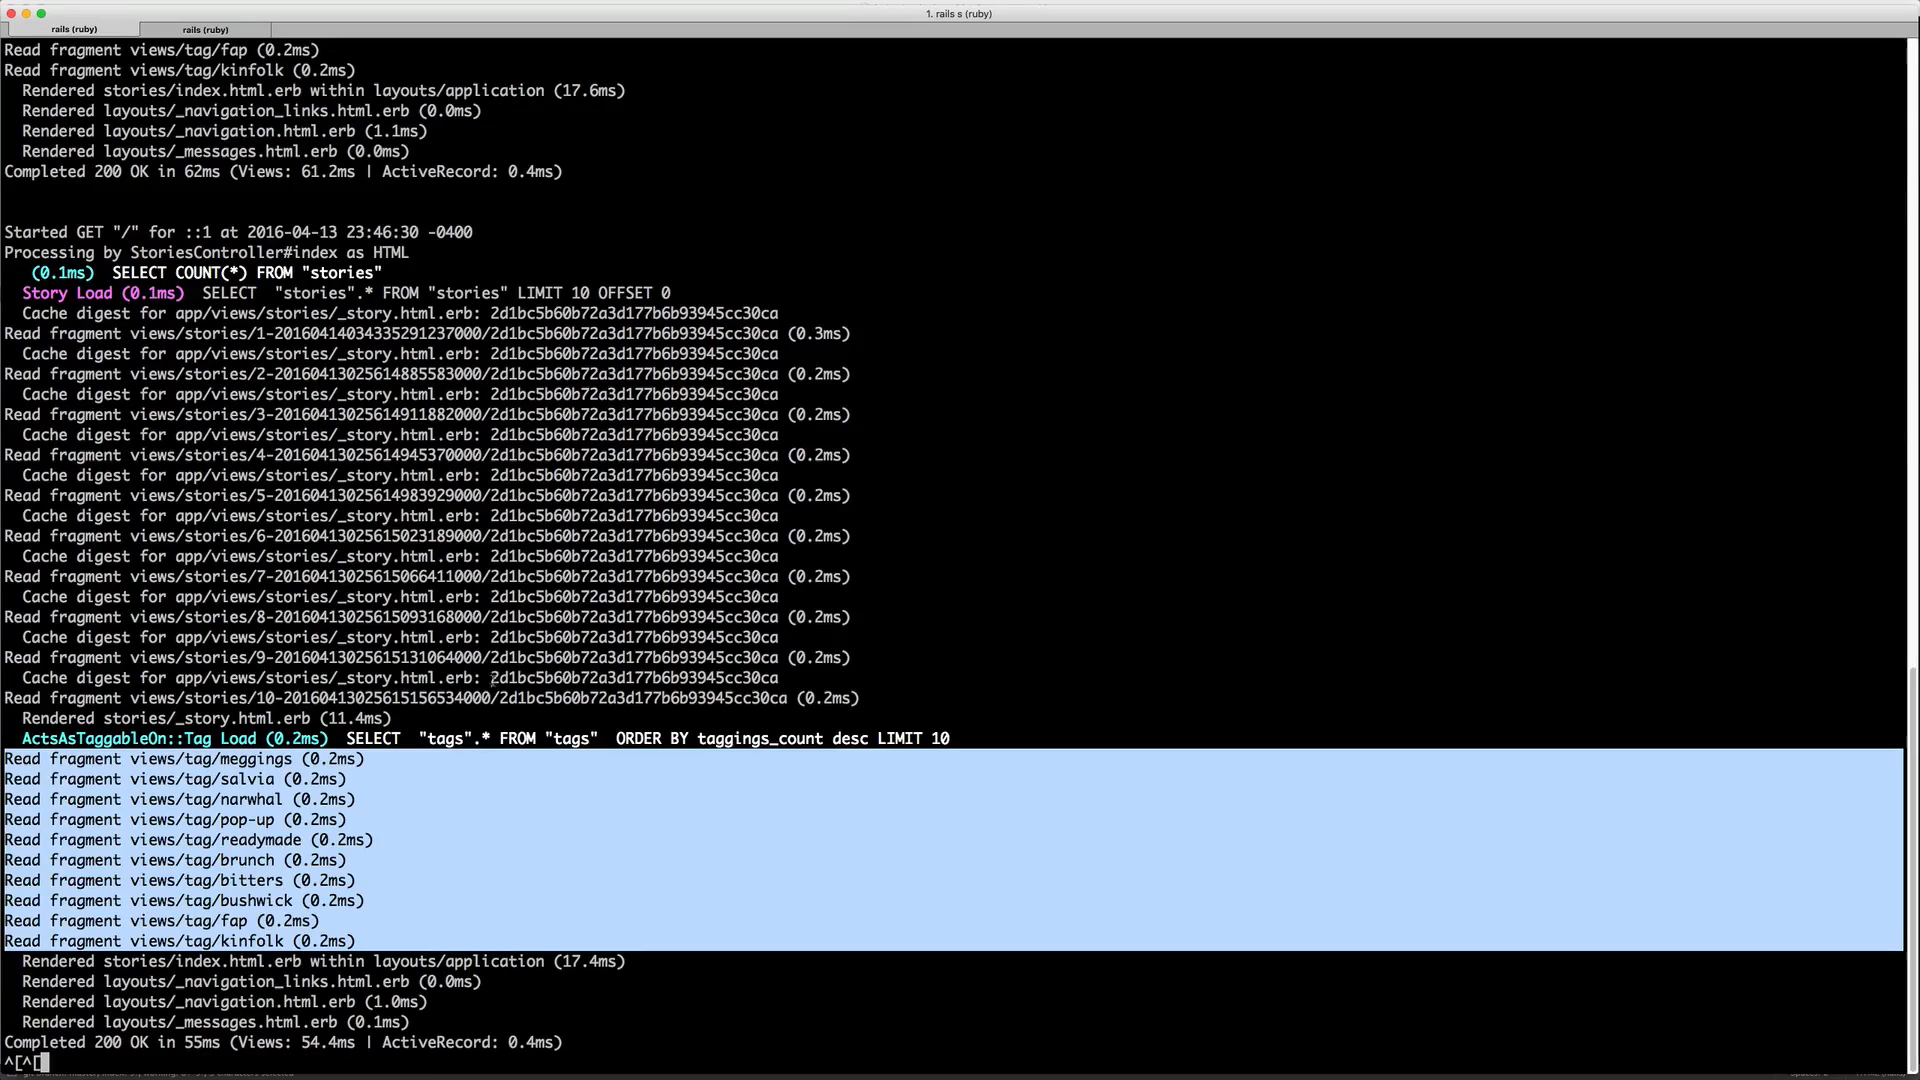 1. rails s (ruby)
rails (ruby)
rails (ruby)
Read fragment views/tag/fap (0.2ms)
Read fragment views/tag/kinfolk (0.2ms)
Rendered stories/index.html.erb within layouts/application (17.6ms)
Rendered layouts/_navigation_links.html.erb (0.0ms)
Rendered layouts/_navigation.html.erb (1.1ms)
Rendered layouts/_messages.html.erb (0.0ms)
Completed 200 OK in 62ms (Views: 61.2ms | ActiveRecord: 0.4ms)
Started GET "/" for ::1 at 2016-04-13 23:46:30 -0400
Processing by StoriesController#index as HTML
(0.1ms) SELECT COUNT(*) FROM "stories"
Story Load (0.1ms) SELECT "stories".* FROM "stories" LIMIT 10 OFFSET 0
Cache digest for app/views/stories/_story.html.erb: 2d1bc5b60b72a3d177b6b93945cc30ca
Read fragment views/stories/1-20160414034335291237000/2d1bc5b60b72a3d177b6b93945cc30ca (0.3ms)
Cache digest for app/views/stories/_story.html.erb: 2d1bc5b60b72a3d177b6b93945cc30ca
Read fragment views/stories/2-20160413025614885583000/2d1bc5b60b72a3d177b6b93945cc30ca (0.2ms)
Cache digest for app/views/stories/_story.html.erb: 2d1bc5b60b72a3d177b6b93945cc30ca
Read fragment views/stories/3-20160413025614911882000/2d1bc5b60b72a3d177b6b93945cc30ca (0.2ms)
Cache digest for app/views/stories/_story.html.erb: 2d1bc5b60b72a3d177b6b93945cc30ca
Read fragment views/stories/4-20160413025614945370000/2d1bc5b60b72a3d177b6b93945cc30ca (0.2ms)
Cache digest for app/views/stories/_story.html.erb: 2d1bc5b60b72a3d177b6b93945cc30ca
Read fragment views/stories/5-20160413025614983929000/2d1bc5b60b72a3d177b6b93945cc30ca (0.2ms)
Cache digest for app/views/stories/_story.html.erb: 2d1bc5b60b72a3d177b6b93945cc30ca
Read fragment views/stories/6-20160413025615023189000/2d1bc5b60b72a3d177b6b93945cc30ca (0.2ms)
Cache digest for app/views/stories/_story.html.erb: 2d1bc5b60b72a3d177b6b93945cc30ca
Read fragment views/stories/7-20160413025615066411000/2d1bc5b60b72a3d177b6b93945cc30ca (0.2ms)
Cache digest for app/views/stories/_story.html.erb: 2d1bc5b60b72a3d177b6b93945cc30ca
Read fragment views/stories/8-20160413025615093168000/2d1bc5b60b72a3d177b6b93945cc30ca (0.2ms)
Cache digest for app/views/stories/_story.html.erb: 2d1bc5b60b72a3d177b6b93945cc30ca
Read fragment views/stories/9-20160413025615131064000/2d1bc5b60b72a3d177b6b93945cc30ca (0.2ms)
Cache digest for app/views/stories/_story.html.erb: 2d1bc5b60b72a3d177b6b93945cc30ca
Read fragment views/stories/10-20160413025615156534000/2d1bc5b60b72a3d177b6b93945cc30ca (0.2ms)
Rendered stories/_story.html.erb (11.4ms)
ActsAsTaggableOn::Tag Load (0.2ms) SELECT "tags".* FROM "tags" ORDER BY taggings_count desc LIMIT 10
Read fragment views/tag/meggings (0.2ms)
Read fragment views/tag/salvia (0.2ms)
Read fragment views/tag/narwhal (0.2ms)
Read fragment views/tag/pop-up (0.2ms)
Read fragment views/tag/readymade (0.2ms)
Read fragment views/tag/brunch (0.2ms)
Read fragment views/tag/bitters (0.2ms)
Read fragment views/tag/bushwick (0.2ms)
Read fragment views/tag/fap (0.2ms)
Read fragment views/tag/kinfolk (0.2ms)
Rendered stories/index.html.erb within layouts/application (17.4ms)
Rendered layouts/_navigation_links.html.erb (0.0ms)
Rendered layouts/_navigation.html.erb (1.0ms)
Rendered layouts/_messages.html.erb (0.1ms)
Completed 200 OK in 55ms (Views: 54.4ms | ActiveRecord: 0.4ms)
^[^[